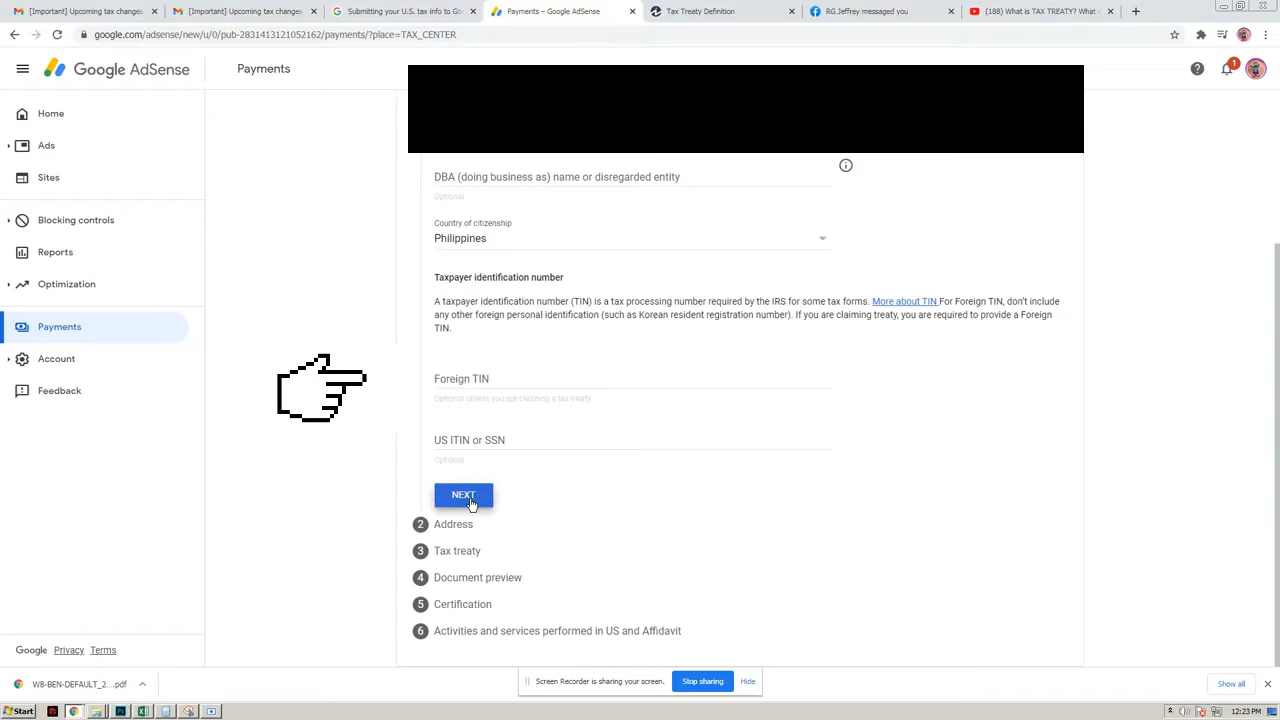 [Important] Upcoming tax changes
[Important] Upcoming tax changes
Submitting your U.S. tax info to Go
Payments – Google AdSense
Tax Treaty Definition
RG Jeffrey messaged you
(188) What is TAX TREATY? What
google.com/adsense/new/u/0/pub-2831413121052162/payments/?place=TAX_CENTER
Google AdSense
Payments
1
Home
Ads
Sites
Blocking controls
Reports
Optimization
Payments
Account
Feedback
DBA (doing business as) name or disregarded entity
Optional
Country of citizenship
Philippines
Taxpayer identification number
A taxpayer identification number (TIN) is a tax processing number required by the IRS for some tax forms. More about TIN For Foreign TIN, don't include
any other foreign personal identification (such as Korean resident registration number). If you are claiming treaty, you are required to provide a Foreign
TIN.
Foreign TIN
Optional unless you are claiming a tax treaty
US ITIN or SSN
Optional
NEXT
2 Address
3 Tax treaty
4 Document preview
5 Certification
6 Activities and services performed in US and Affidavit
Google Privacy Terms
W8-BEN-DEFAULT_2....pdf
Screen Recorder is sharing your screen.
Stop sharing
Hide
Show all
Start
12:23 PM